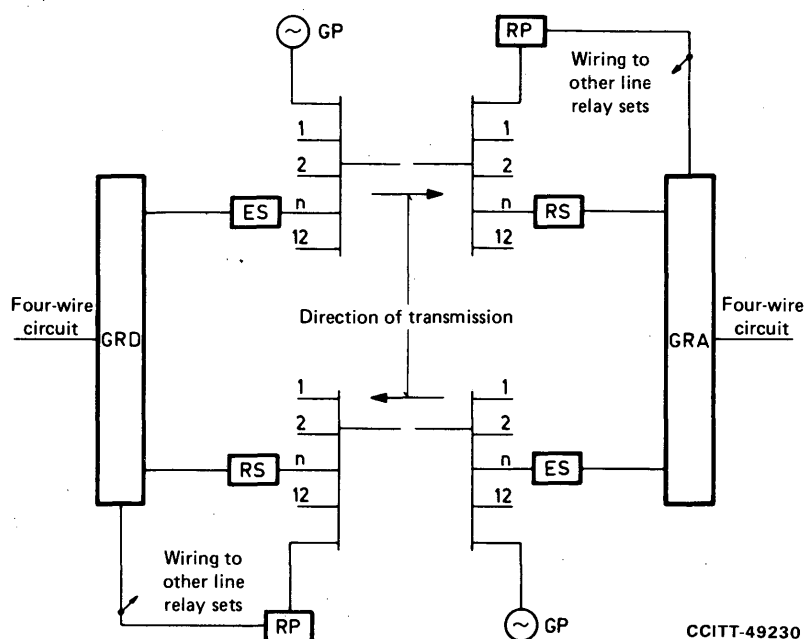 GP
RP
Wiring to
other line
relay sets
1
2
ES
n
12
1
2
n
RS
12
Four-wire
circuit
GRD
Direction of transmission
Four-wire
circuit
GRA
1
2
RS
n
12
1
2
n
ES
12
Wiring to
other line
relay sets
RP
GP
CCITT-49230